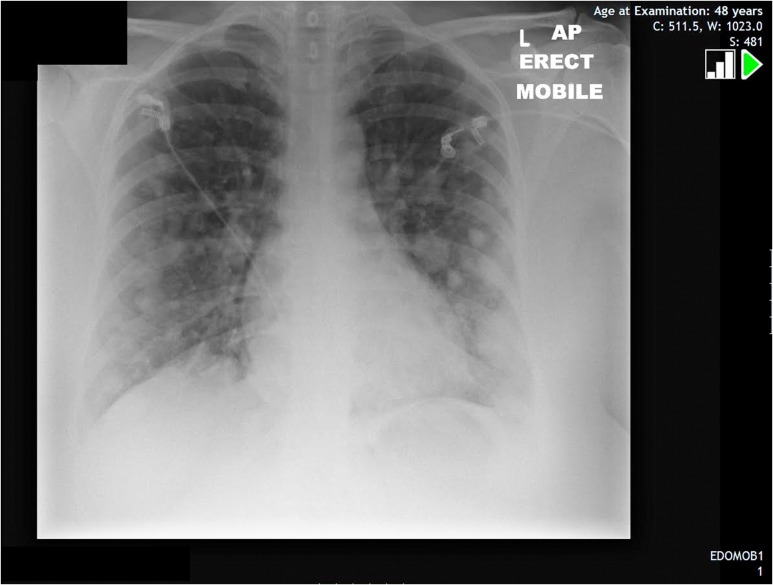 Age at Examination: 48 years
C: 511.5, W: 1023.0
S: 481
L AP
ERECT
MOBILE
EDOMOB1
1